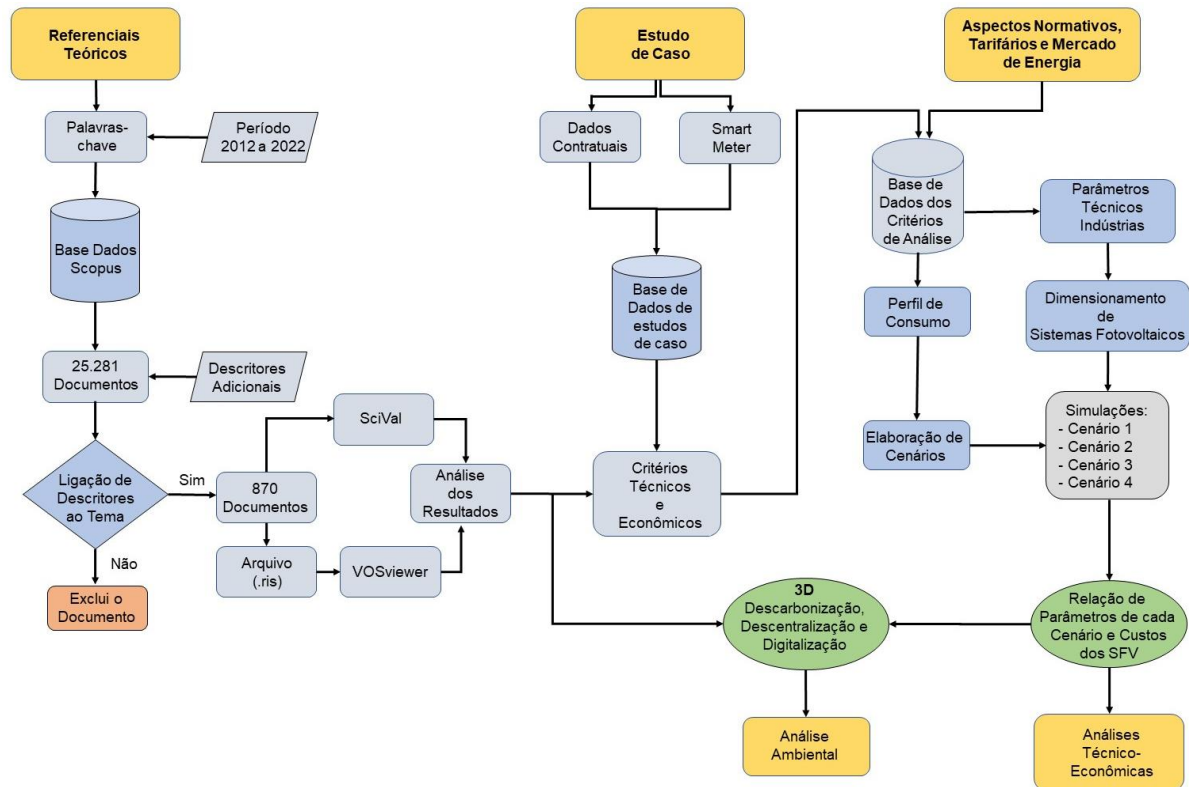 Referenciais
Teóricos
Palavras-
chave
Período
2012 a 2022
Base Dados
Scopus
25.281
Documentos
Descritores
Adicionais
Ligação de
Descritores
ao Tema
Sim
Não
Exclui o
Documento
870
Documentos
SciVal
Arquivo
(.ris)
VOSviewer
Análise
dos
Resultados
Estudo
de Caso
Dados
Contratuais
Smart
Meter
Base de
Dados de
estudos
de caso
Critérios
Técnicos
e
Econômicos
Aspectos Normativos,
Tarifários e Mercado
de Energia
Base de
Dados dos
Critérios
de Análise
Parâmetros
Técnicos
Indústrias
Perfil de
Consumo
Dimensionamento
de
Sistemas Fotovoltaicos
Elaboração de
Cenários
Simulações:
- Cenário 1
- Cenário 2
- Cenário 3
- Cenário 4
3D
Descarbonização,
Descentralização e
Digitalização
Relação de
Parâmetros de cada
Cenário e Custos
dos SFV
Análise
Ambiental
Análises
Técnico-
Econômicas